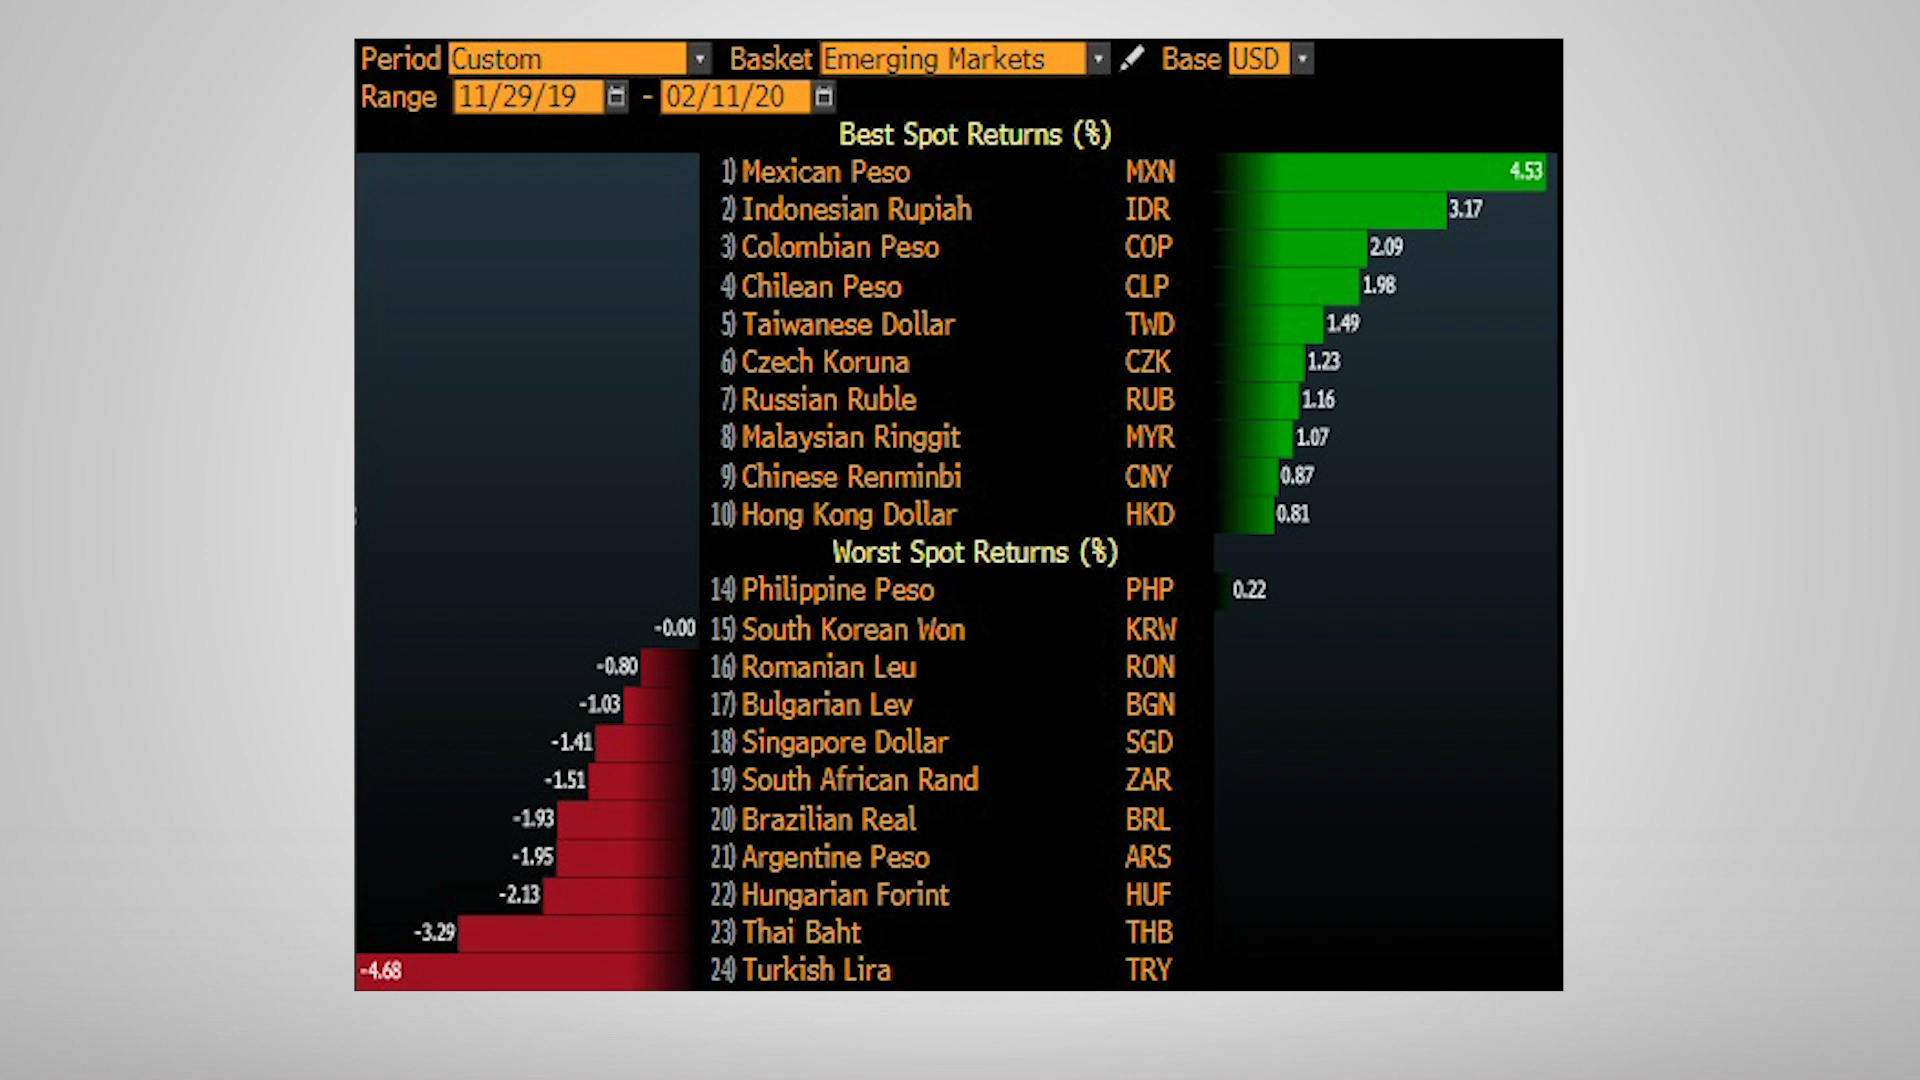 Period Custom Basket Emerging Markets Base USD
Range 11/29/19 - 02/11/20
Best Spot Returns (%)
1) Mexican Peso MXN 4.53
2) Indonesian Rupiah IDR 3.17
3) Colombian Peso COP 2.09
4) Chilean Peso CLP 1.98
5) Taiwanese Dollar TWD 1.49
6) Czech Koruna CZK 1.23
7) Russian Ruble RUB 1.16
8) Malaysian Ringgit MYR 1.07
9) Chinese Renminbi CNY 0.87
10) Hong Kong Dollar HKD 0.81
Worst Spot Returns (%)
14) Philippine Peso PHP 0.22
-0.00 15) South Korean Won KRW
-0.80 16) Romanian Leu RON
-1.03 17) Bulgarian Lev BGN
-1.41 18) Singapore Dollar SGD
-1.51 19) South African Rand ZAR
-1.93 20) Brazilian Real BRL
-1.95 21) Argentine Peso ARS
-2.13 22) Hungarian Forint HUF
-3.29 23) Thai Baht THB
-4.68 24) Turkish Lira TRY